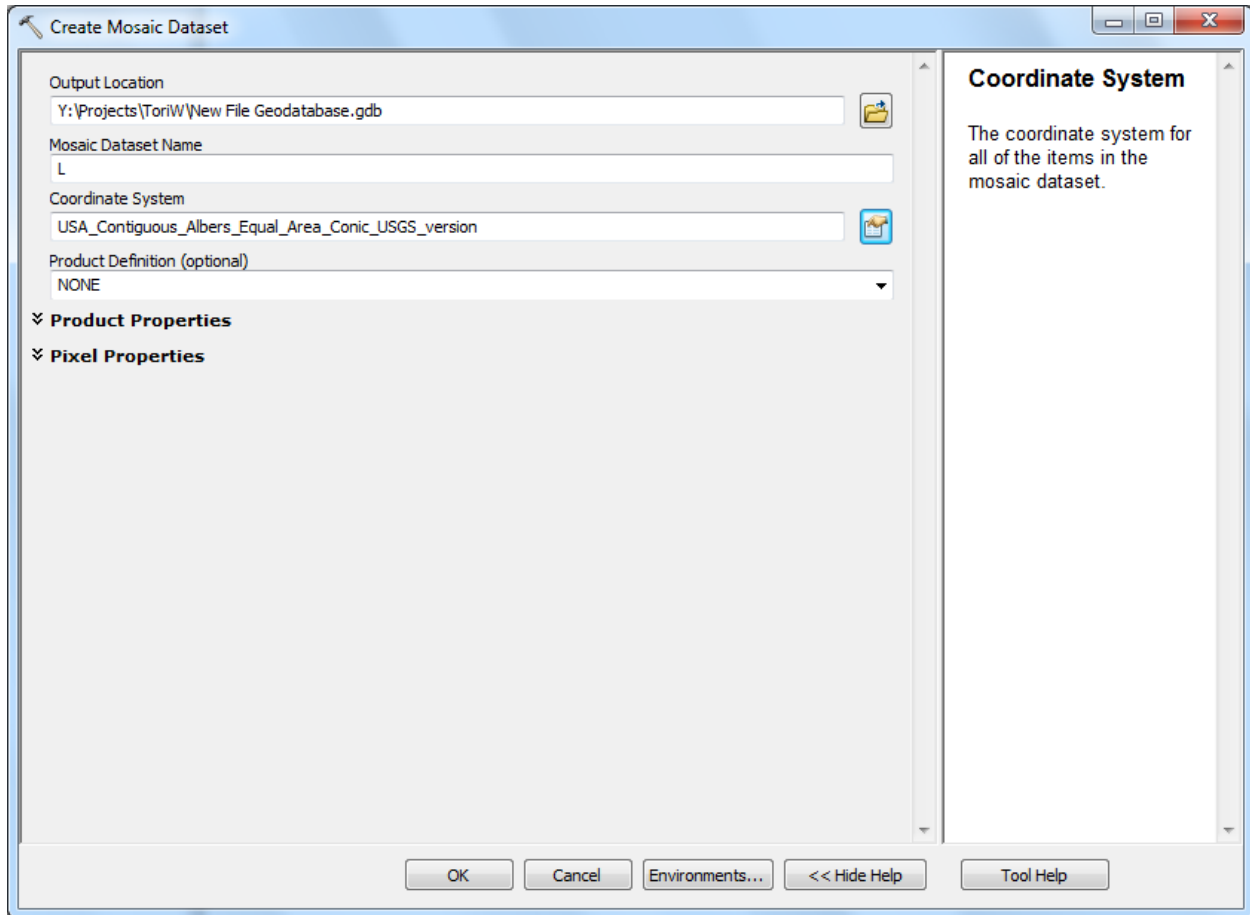 Create Mosaic Dataset
Output Location
Y:\Projects\ToriW\New File Geodatabase.gdb
Mosaic Dataset Name
L
Coordinate System
USA_Contiguous_Albers_Equal_Area_Conic_USGS_version
Product Definition (optional)
NONE
Product Properties
Pixel Properties
Coordinate System
The coordinate system for
all of the items in the
mosaic dataset.
OK
Cancel
Environments...
<< Hide Help
Tool Help